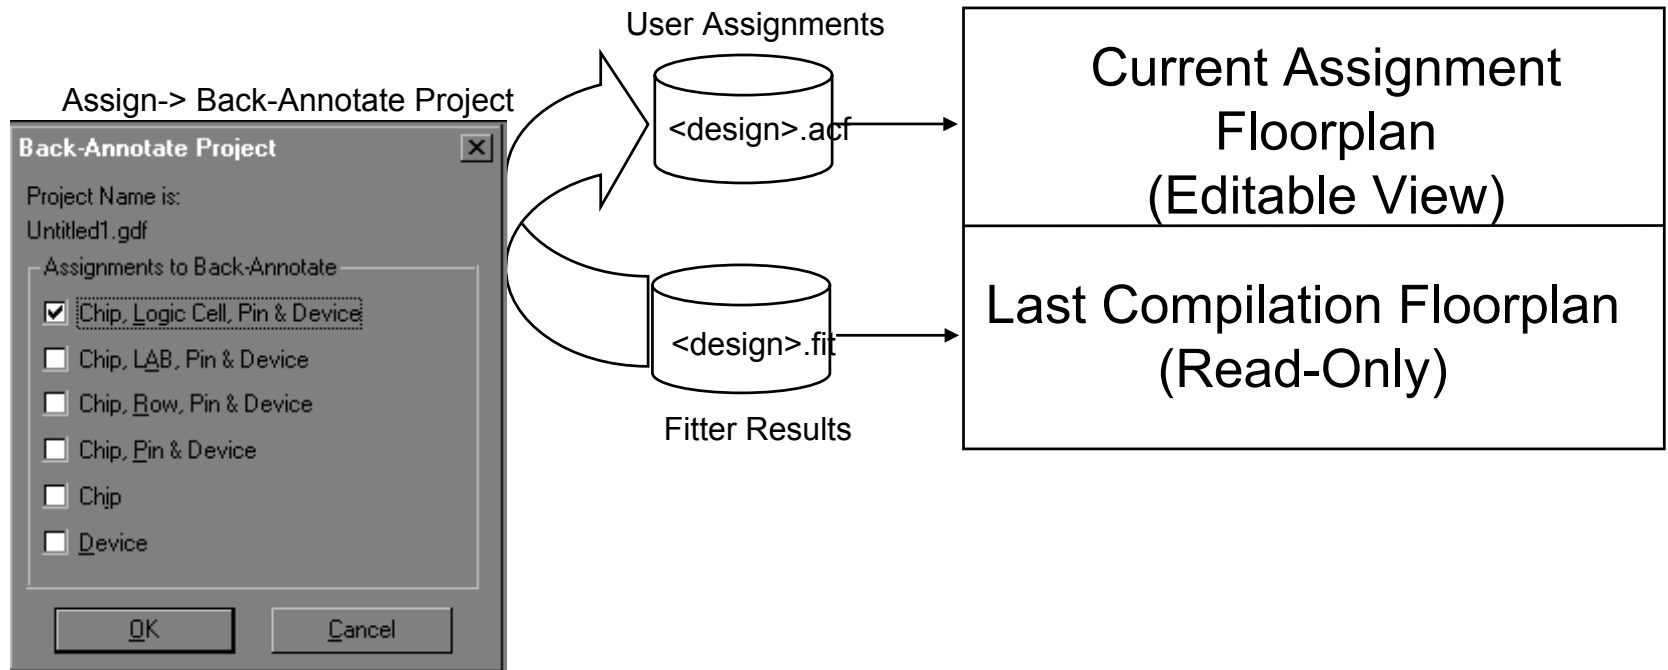 User Assignments
Assign-> Back-Annotate Project
<design>.acf
Current Assignment
Floorplan
(Editable View)
Back-Annotate Project
Project Name is:
Untitled1.gdf
Assignments to Back-Annotate
Chip, Logic Cell, Pin & Device
Chip, LAB, Pin & Device
Chip, Row, Pin & Device
Chip, Pin & Device
Chip
Device
OK
Cancel
<design>.fit
Fitter Results
Last Compilation Floorplan
(Read-Only)